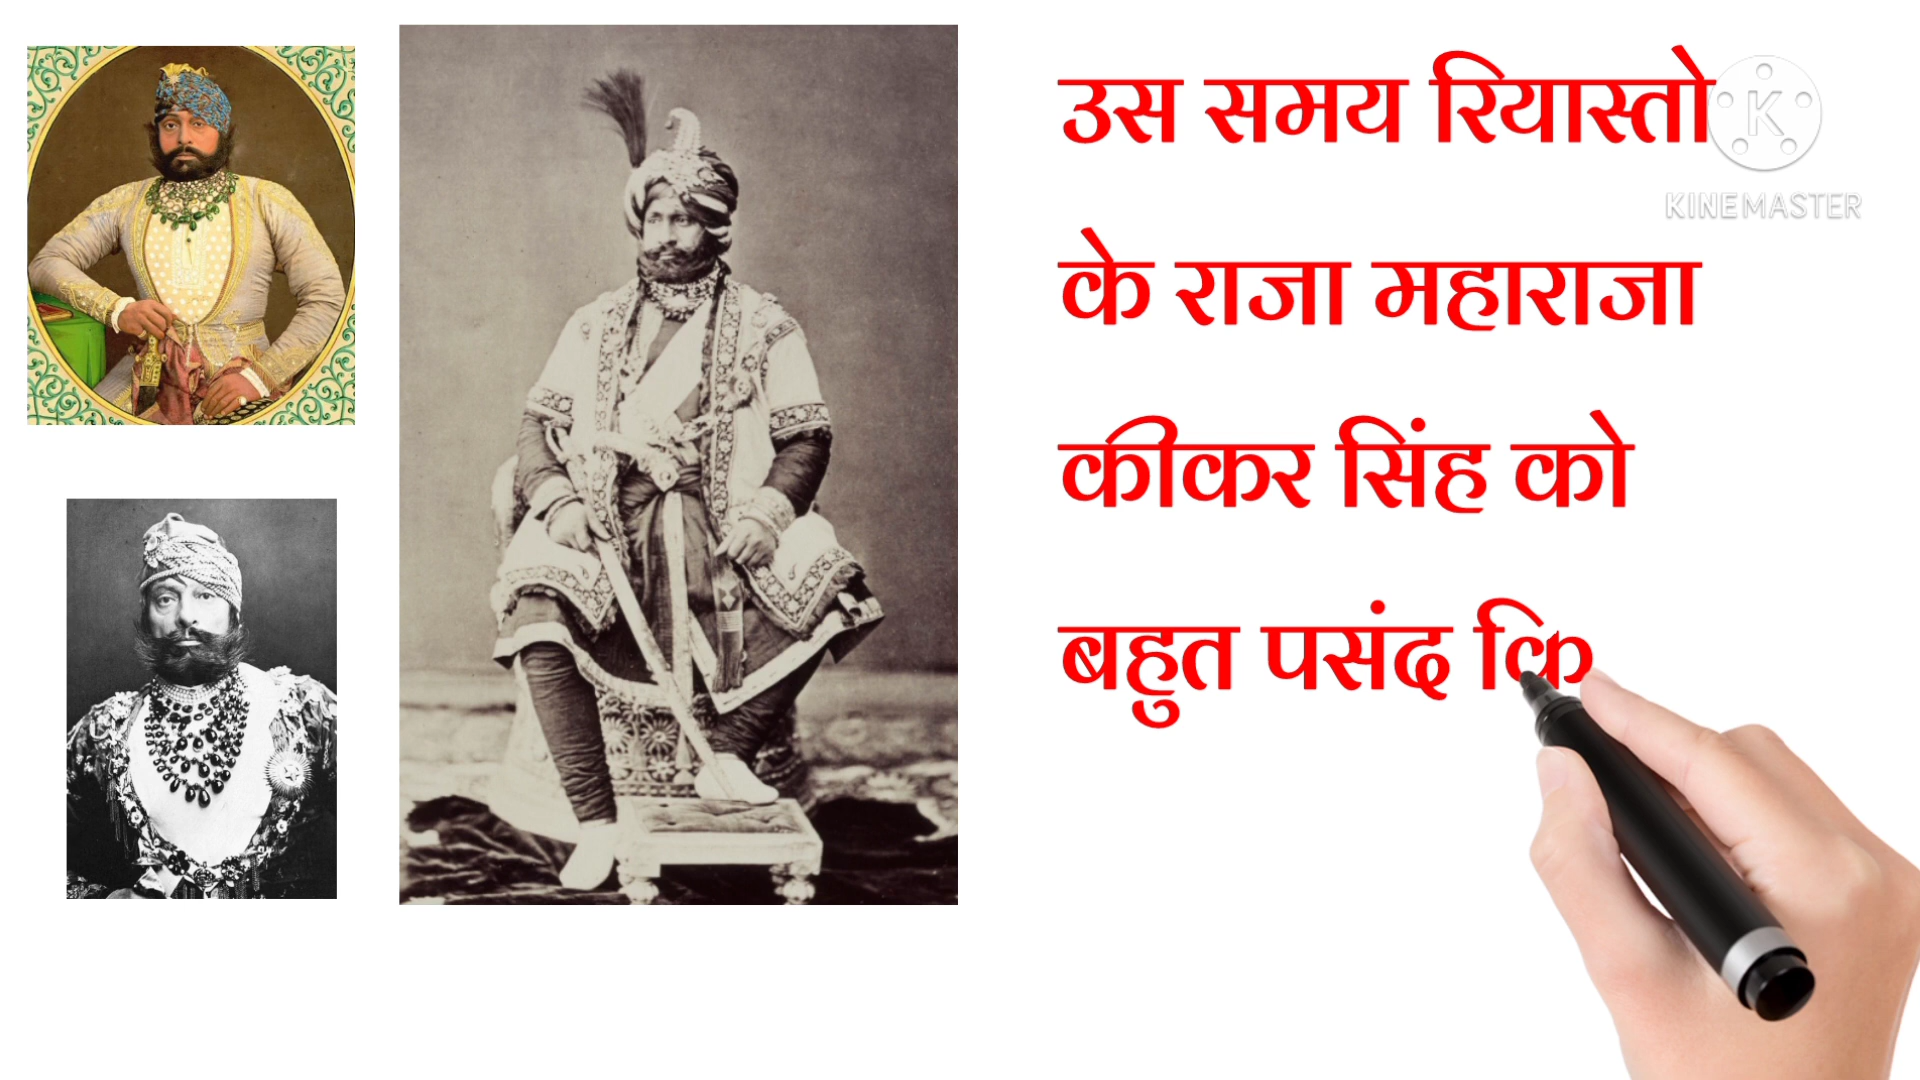 उस समय रियास्तो
K
KINEMASTER
के राजा महाराजा
कीकर सिंह को
बहुत पसंद कि